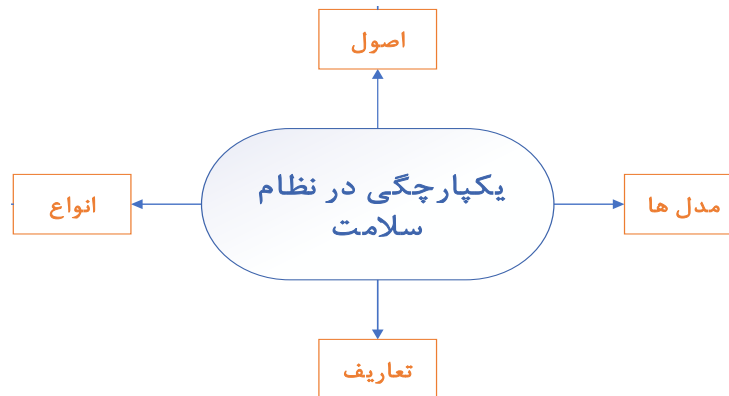 اصول
یکپارچگی در نظام
سلامت
مدل ها
انواع
تعاریف